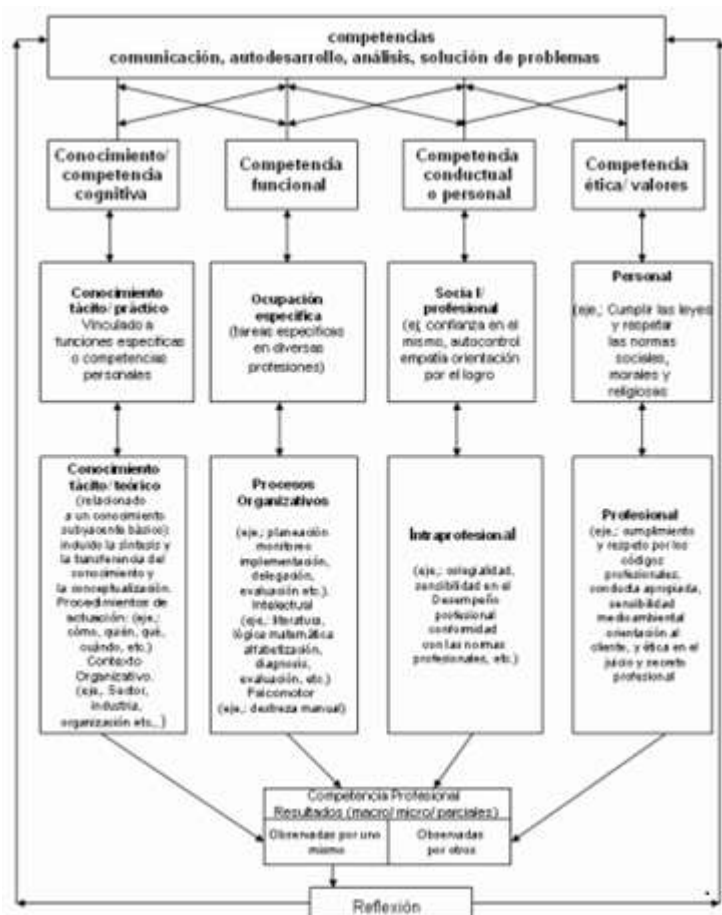 competencias
comunicación, autodesarrollo, análisis, solución de problemas
Conocimiento/
competencia
cognitiva
Competencia
funcional
Competencia
conductual
o personal
Competencia
ética/ valores
Conocimiento
tácito/ práctico
Vinculado a
funciones específicas
o competencias
personales
Ocupación
específica
(tareas específicas
en diversas
profesiones)
Socia l/
profesional
(ej; confianza en el
mismo, autocontrol
empatía orientación
por el logro
Personal
(eje,; Cumplir las leyes
y respetar
las normas
sociales,
morales y
religiosas
Conocimiento
tácito/ teórico
(relacionado
a un conocimiento
subyacente básico):
incluido la síntesis y
la transferencia del
conocimiento y
la conceptualización.
Procedimientos de
actuación: (eje,:
cómo, quién, qué,
cuándo, etc.)
Contexto
Organizativo.
(eje, Sector,
industria,
organización etc,..)
Procesos
Organizativos
(eje,: planeación
monitoreo
implementación,
delegación,
evaluación etc.).
Intelectual
(eje,: literatura,
lógica matemática
alfabetización,
diagnosis,
evaluación, etc.)
Psicomotor
(eje,: destreza manual)
Intraprofesional
(eje,: colegialidad,
sensibilidad en el
Desempeño
profesional
conformidad
con las normas
profesionales, etc.)
Profesional
(eje,: cumplimiento
y respeto por los
códigos
profesionales,
conducta apropiada,
sensibilidad
medioambiental
orientación al
cliente, y ética en el
juicio y secreto
profesional
Competencia Profesional
Resultados (macro/ micro/ parciales)
Observadas por uno
mismo
Observadas
por otros
Reflexión